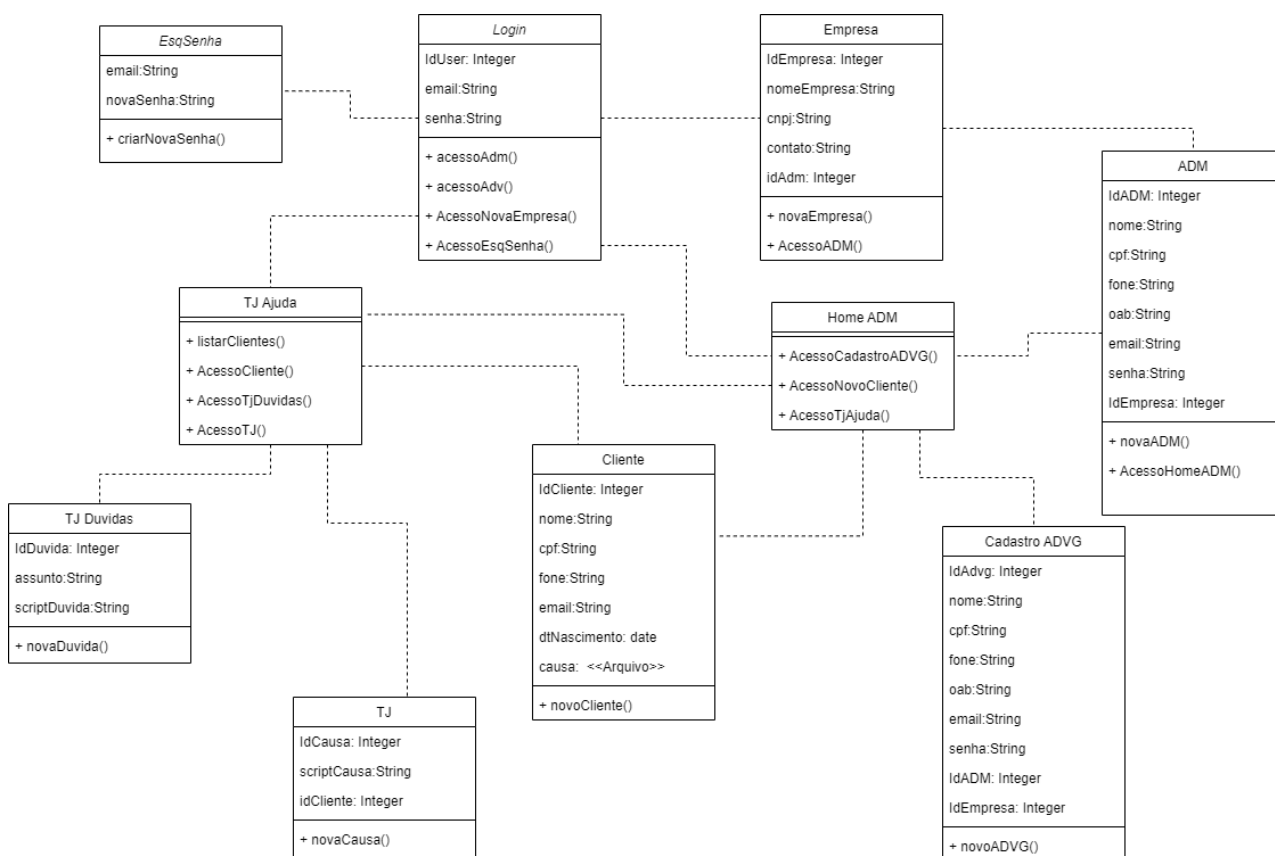 EsqSenha
email:String
novaSenha:String
+ criarNovaSenha()
Login
IdUser: Integer
email:String
senha:String
+ acessoAdm()
+ acessoAdv()
+ AcessoNovaEmpresa()
+ AcessoEsqSenha()
Empresa
IdEmpresa: Integer
nomeEmpresa:String
cnpj:String
contato:String
idAdm: Integer
+ novaEmpresa()
+ AcessoADM()
ADM
IdADM: Integer
nome:String
cpf:String
fone:String
oab:String
email:String
senha:String
IdEmpresa: Integer
+ novaADM()
+ AcessoHomeADM()
TJ Ajuda
+ listarClientes()
+ AcessoCliente()
+ AcessoTjDuvidas()
+ AcessoTJ()
Home ADM
+ AcessoCadastroADVG()
+ AcessoNovoCliente()
+ AcessoTjAjuda()
TJ Duvidas
IdDuvida: Integer
assunto:String
scriptDuvida:String
+ novaDuvida()
Cliente
IdCliente: Integer
nome:String
cpf:String
fone:String
email:String
dtNascimento: date
causa: <<Arquivo>>
+ novoCliente()
Cadastro ADVG
IdAdvg: Integer
nome:String
cpf:String
fone:String
oab:String
email:String
senha:String
IdADM: Integer
IdEmpresa: Integer
+ novoADVG()
TJ
IdCausa: Integer
scriptCausa:String
idCliente: Integer
+ novaCausa()